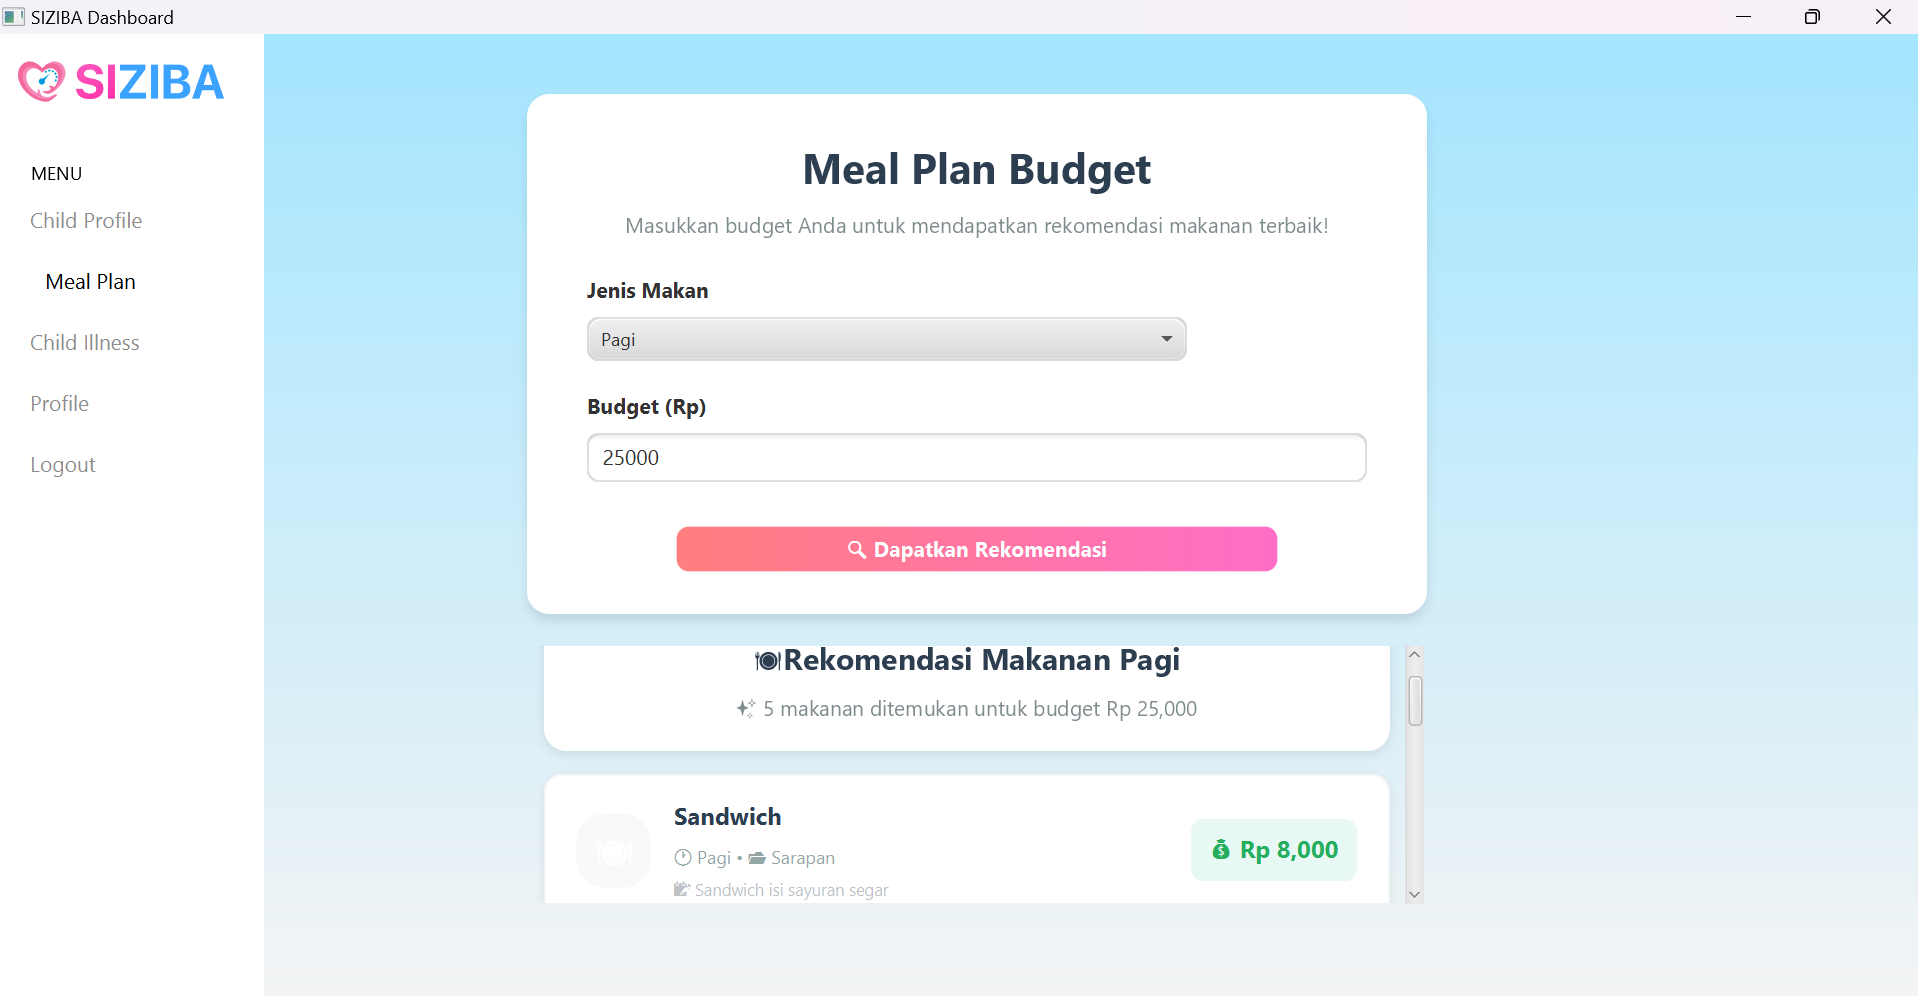 SIZIBA Dashboard
SIZIBA
MENU
Child Profile
Meal Plan
Child Illness
Profile
Logout
Meal Plan Budget
Masukkan budget Anda untuk mendapatkan rekomendasi makanan terbaik!
Jenis Makan
Pagi
Budget (Rp)
25000
Dapatkan Rekomendasi
Rekomendasi Makanan Pagi
5 makanan ditemukan untuk budget Rp 25,000
Sandwich
Pagi • Sarapan
Sandwich isi sayuran segar
Rp 8,000